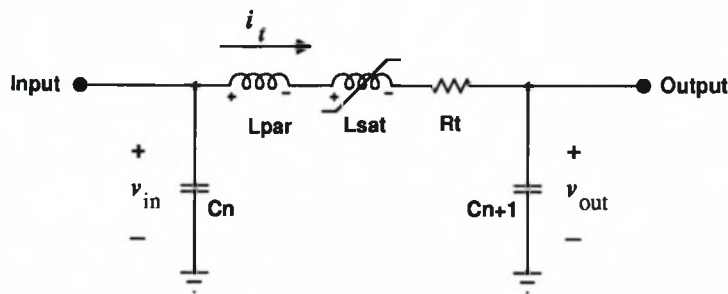 i_t
Input
+ - + -
Output
Lpar
Lsat
Rt
+
v_in
-
Cn
Cn+1
+
v_out
-